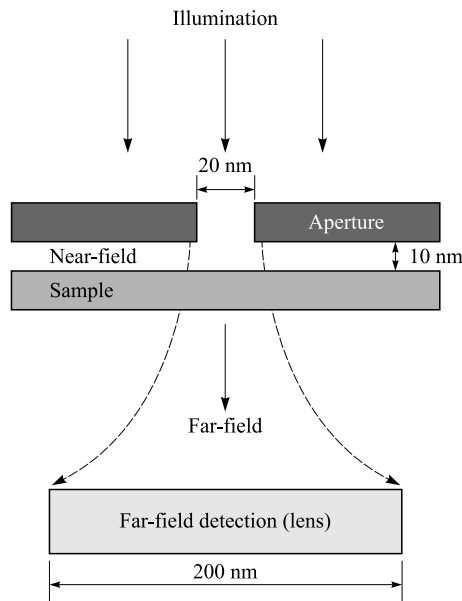 Illumination
20 nm
Aperture
Near-field
10 nm
Sample
Far-field
Far-field detection (lens)
200 nm